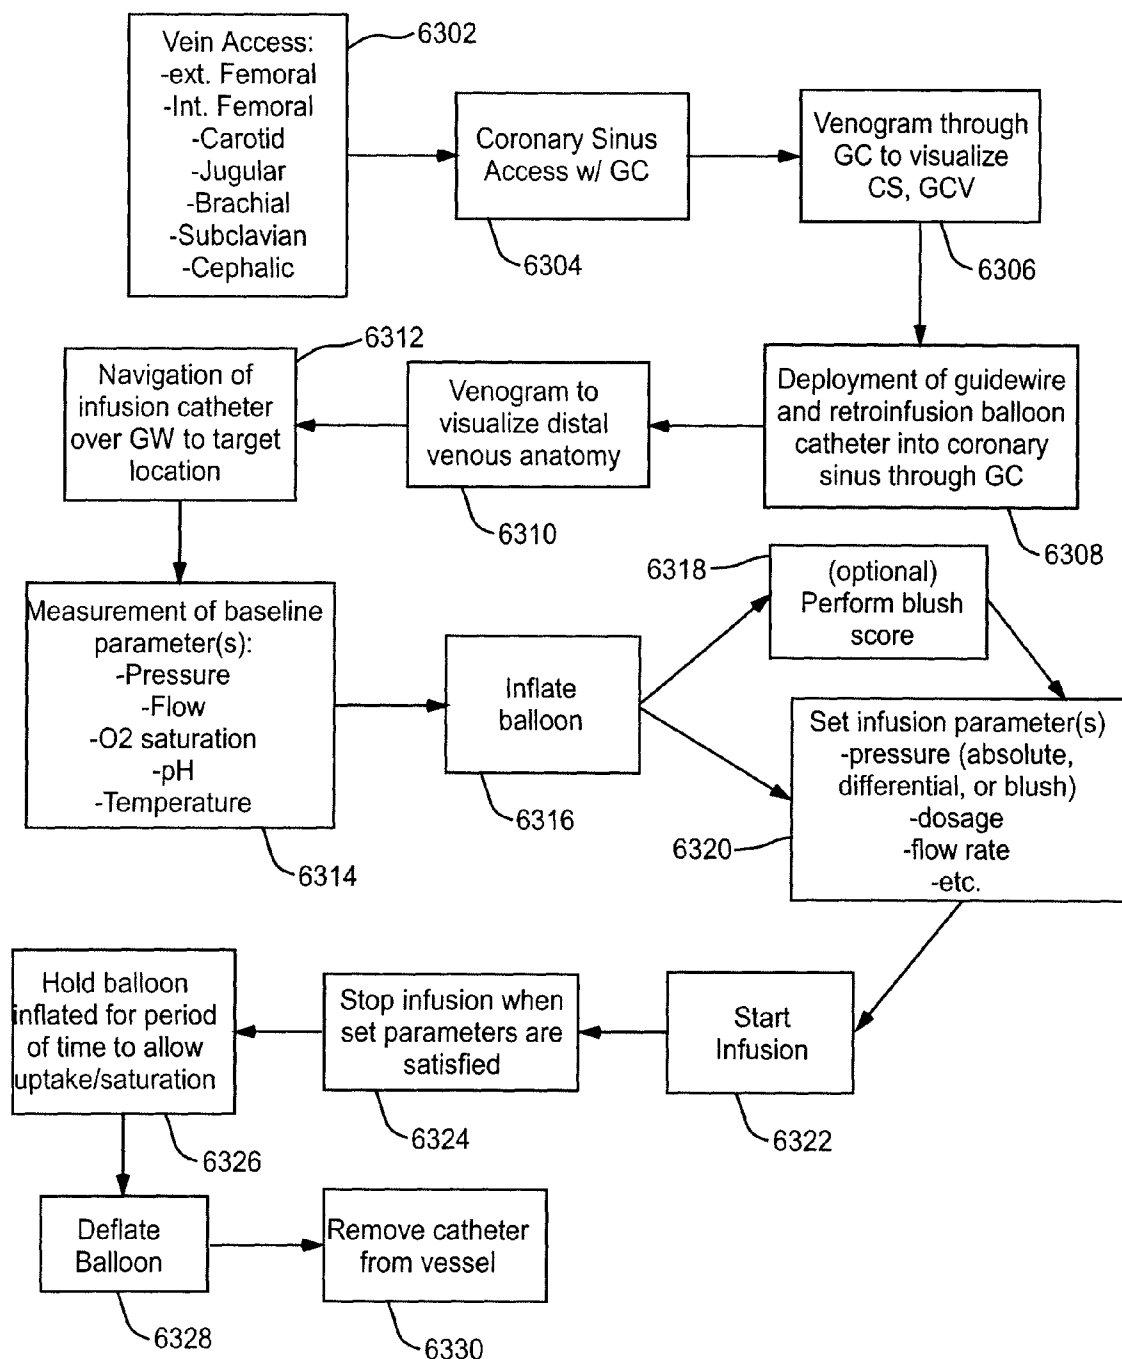 Vein Access:
-ext. Femoral
-Int. Femoral
-Carotid
-Jugular
-Brachial
-Subclavian
-Cephalic
6302
Coronary Sinus
Access w/ GC
6304
Venogram through
GC to visualize
CS, GCV
6306
Deployment of guidewire
and retroinfusion balloon
catheter into coronary
sinus through GC
6308
Venogram to
visualize distal
venous anatomy
6310
Navigation of
infusion catheter
over GW to target
location
6312
Measurement of baseline
parameter(s):
-Pressure
-Flow
-O2 saturation
-pH
-Temperature
6314
Inflate
balloon
6316
(optional)
Perform blush
score
6318
Set infusion parameter(s)
-pressure (absolute,
differential, or blush)
-dosage
-flow rate
-etc.
6320
Start
Infusion
6322
Stop infusion when
set parameters are
satisfied
6324
Hold balloon
inflated for period
of time to allow
uptake/saturation
6326
Deflate
Balloon
6328
Remove catheter
from vessel
6330